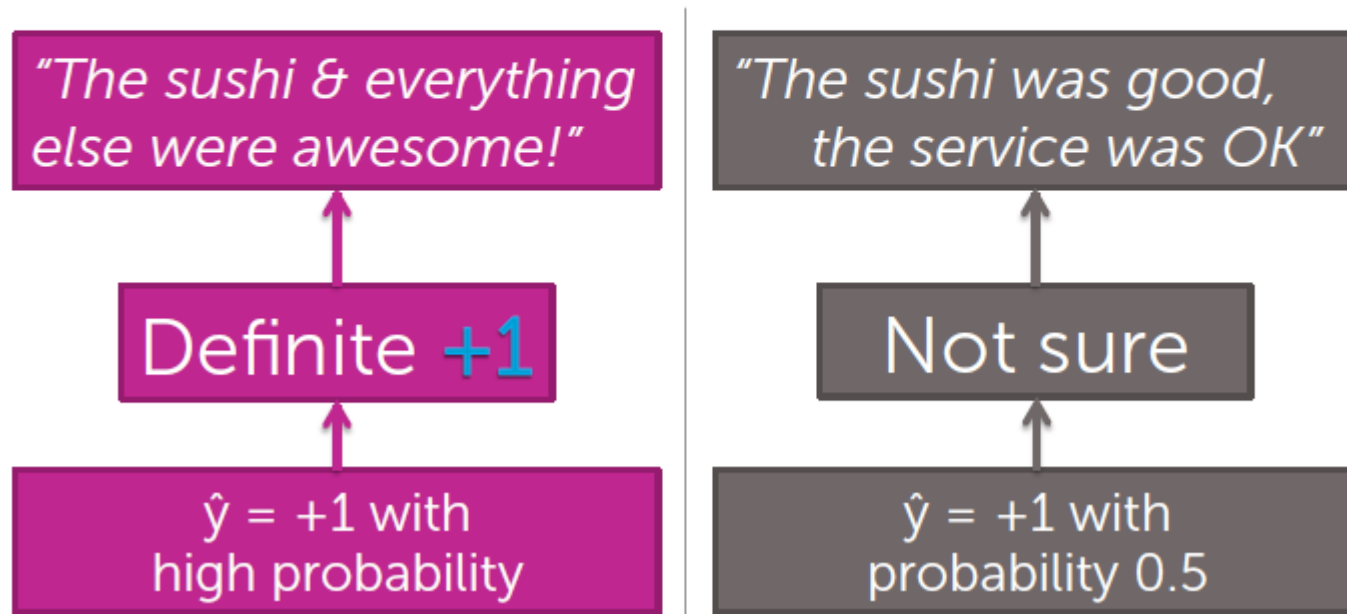 “The sushi & everything
else were awesome!”
Definite +1
ŷ = +1 with
high probability
“The sushi was good,
the service was OK”
Not sure
ŷ = +1 with
probability 0.5